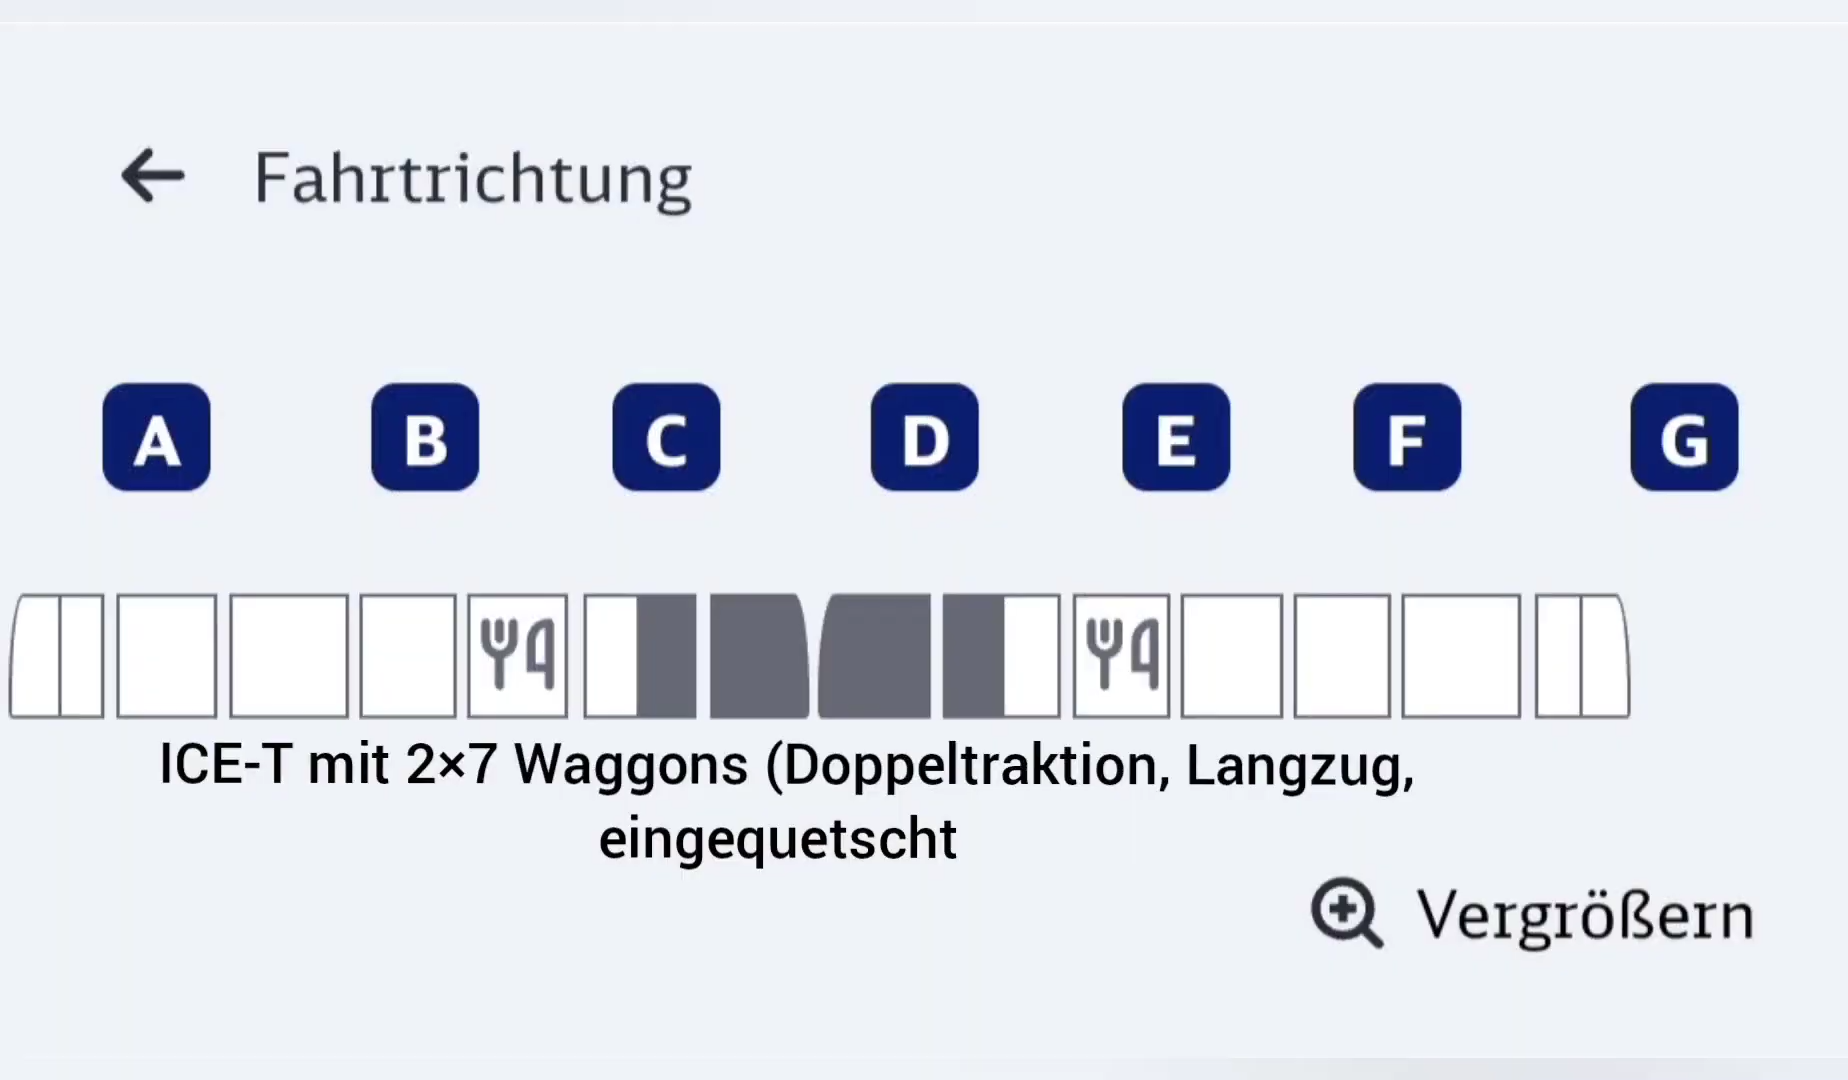 ← Fahrtrichtung
A B C D E F G
ICE-T mit 2×7 Waggons (Doppeltraktion, Langzug,
eingequetscht
Vergrößern